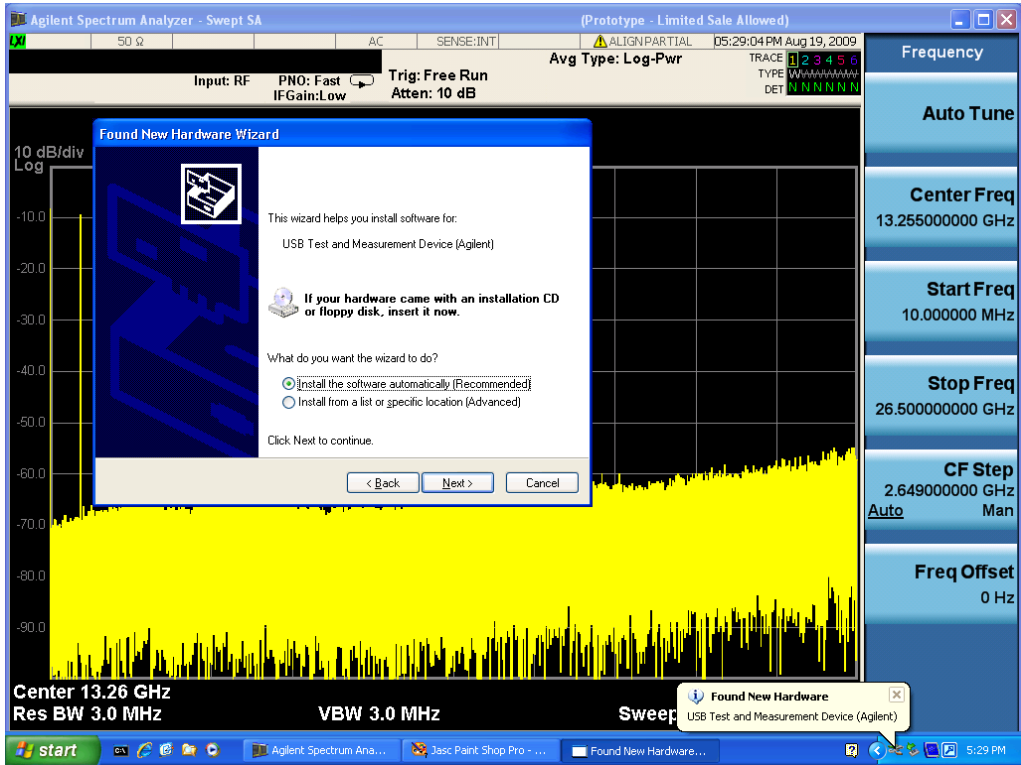 Agilent Spectrum Analyzer - Swept SA
(Prototype - Limited Sale Allowed)
LXI
50 Ω
AC
SENSE:INT
ALIGN PARTIAL
05:29:04 PM Aug 19, 2009
Frequency
Input: RF
PNO: Fast
IFGain:Low
Trig: Free Run
Atten: 10 dB
Avg Type: Log-Pwr
TRACE 1 2 3 4 5 6
TYPE WWWWWW
DET N N N N N N
Auto Tune
10 dB/div
Log
Found New Hardware Wizard
This wizard helps you install software for:
USB Test and Measurement Device (Agilent)
If your hardware came with an installation CD
or floppy disk, insert it now.
What do you want the wizard to do?
Install the software automatically (Recommended)
Install from a list or specific location (Advanced)
Click Next to continue.
< Back
Next >
Cancel
-10.0
-20.0
-30.0
-40.0
-50.0
-60.0
-70.0
-80.0
-90.0
Center Freq
13.255000000 GHz
Start Freq
10.000000 MHz
Stop Freq
26.500000000 GHz
CF Step
2.649000000 GHz
Auto Man
Freq Offset
0 Hz
Center 13.26 GHz
Res BW 3.0 MHz
VBW 3.0 MHz
Sweep
Found New Hardware
USB Test and Measurement Device (Agilent)
start
Agilent Spectrum Ana...
Jasc Paint Shop Pro - ...
Found New Hardware...
5:29 PM